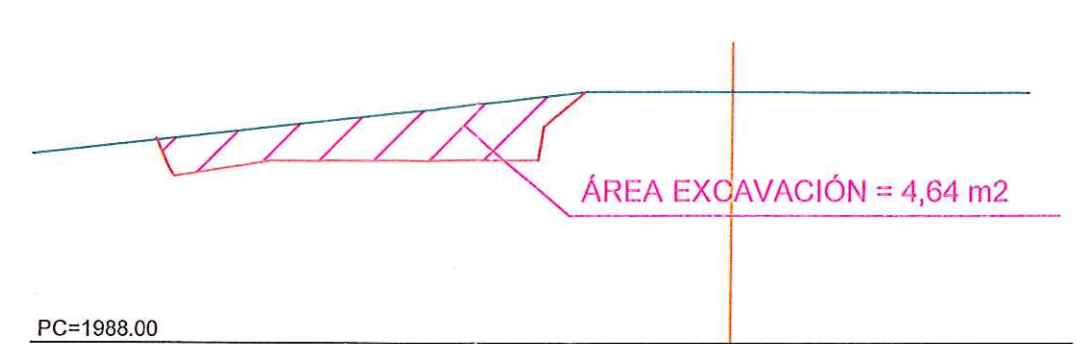 ÁREA EXCAVACIÓN = 4,64 m2
PC=1988.00